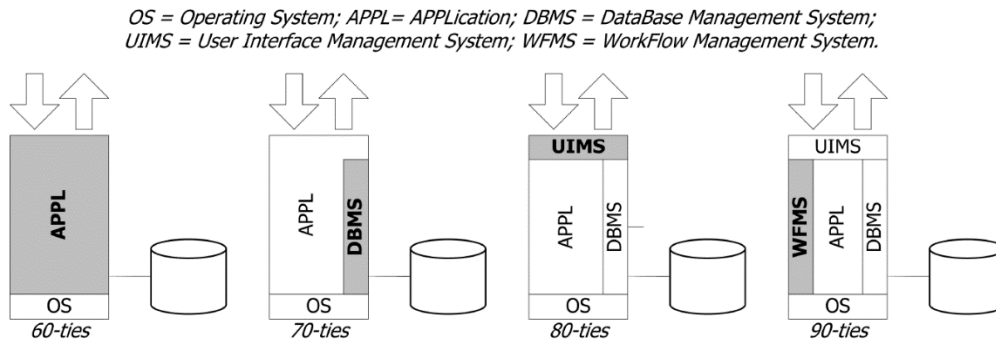 OS = Operating System; APPL= APPLication; DBMS = DataBase Management System;
UIMS = User Interface Management System; WFMS = WorkFlow Management System.
APPL
OS
60-ties
APPL
DBMS
OS
70-ties
UIMS
APPL
DBMS
OS
80-ties
UIMS
WFMS
APPL
DBMS
OS
90-ties